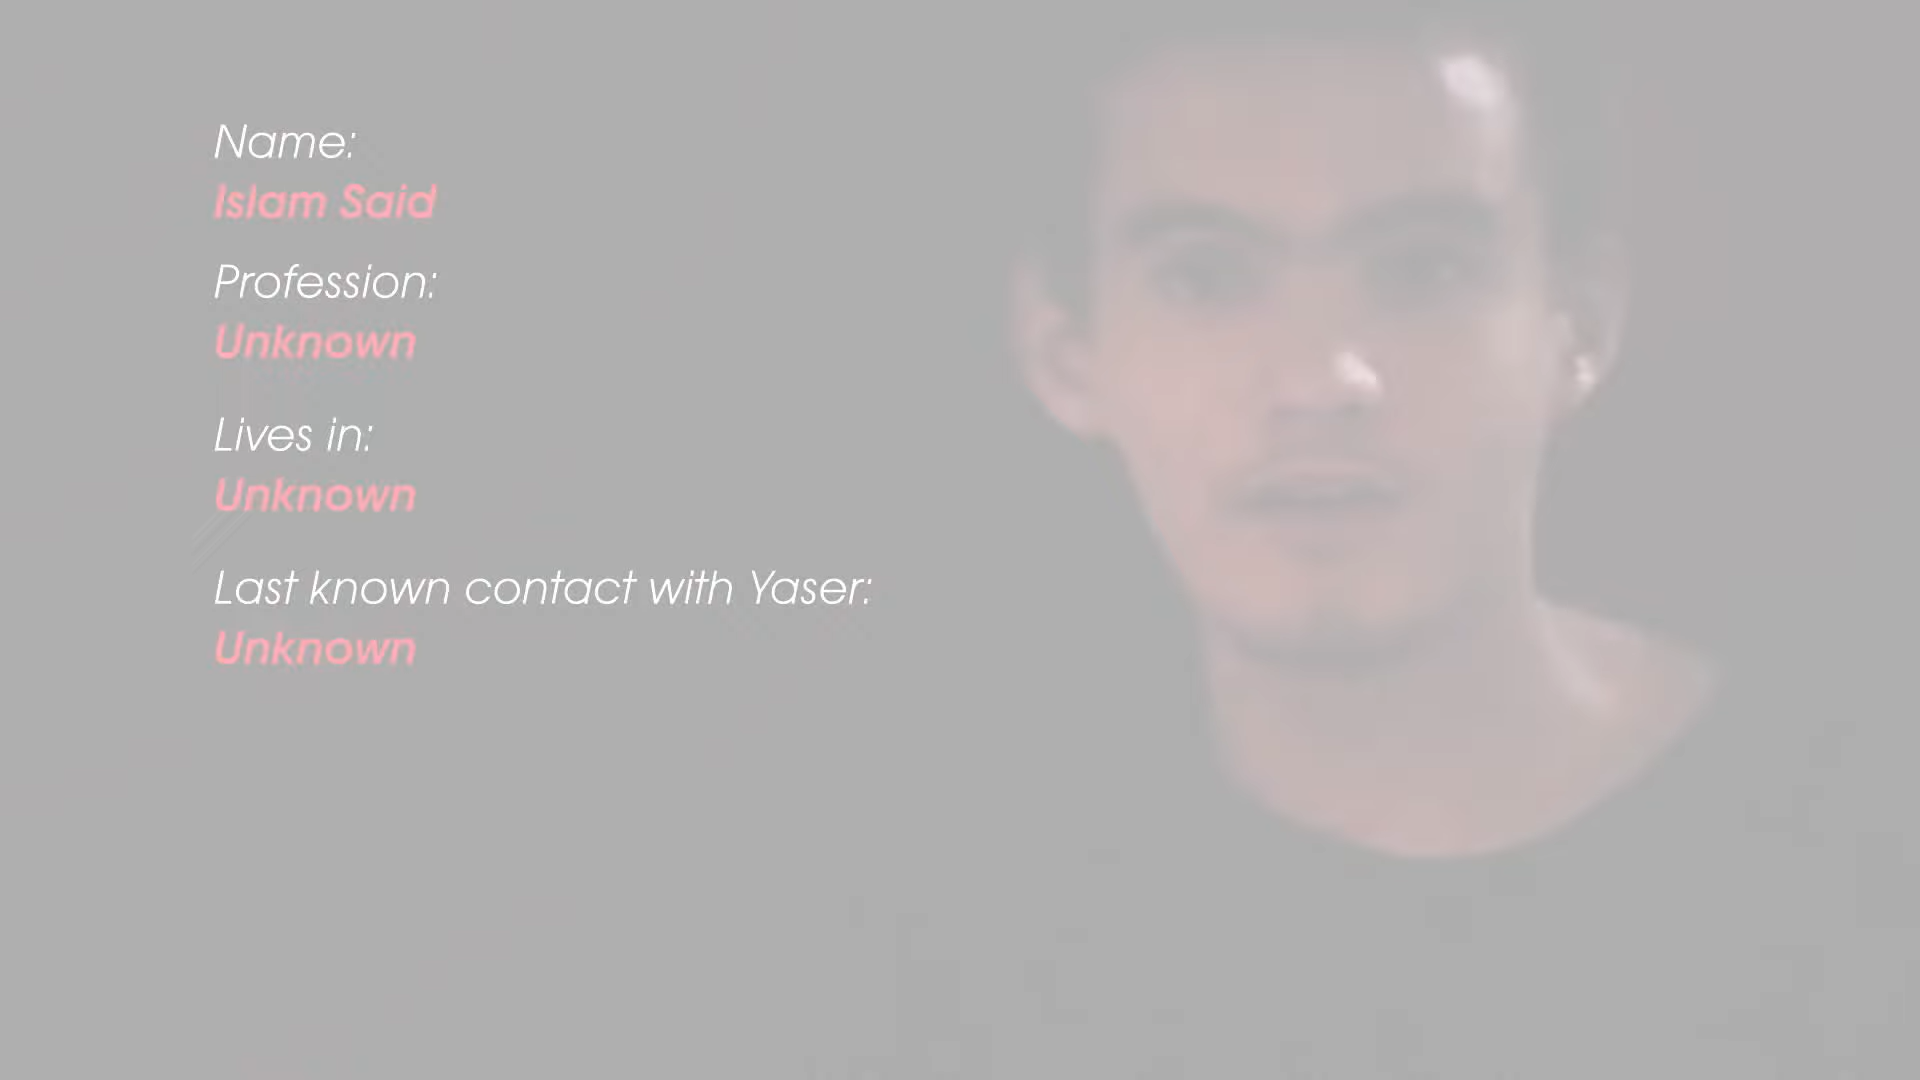 Name:
Islam Said
Profession:
Unknown
Lives in:
Unknown
Last known contact with Yaser:
Unknown